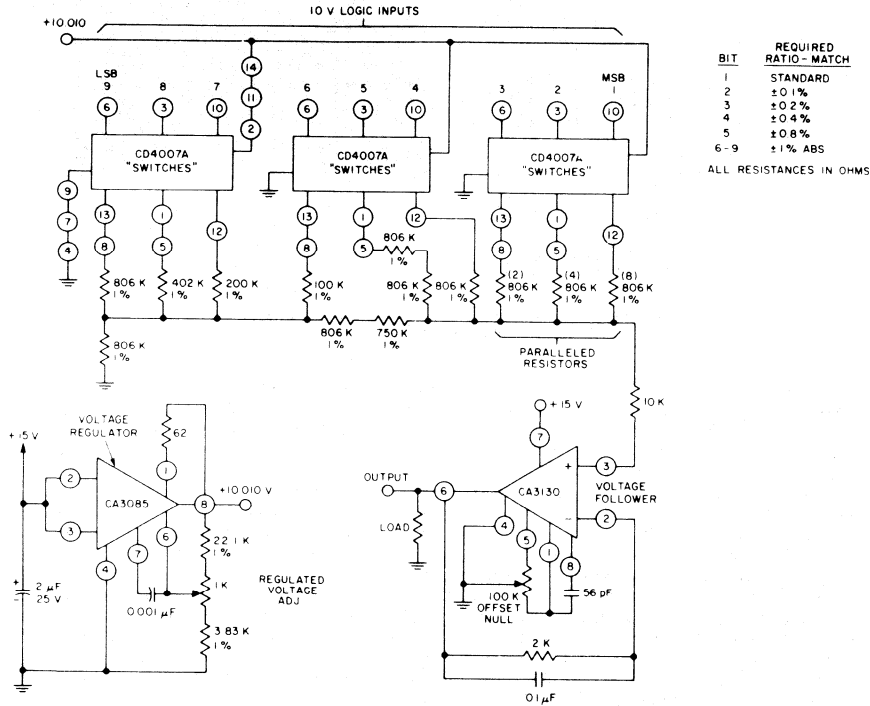 10 V LOGIC INPUTS
+10.010
LSB
9 8 7
6 5 4
MSB
3 2 1
6 3 10
14
11
2
6 3 10
6 3 10
CD4007A
"SWITCHES"
CD4007A
"SWITCHES"
CD4007A
"SWITCHES"
9
7
4
13 1 12
8 5
13 1 12
8 5
13 1 12
8 5
806 K
1 %
806 K
1%
402 K
1%
200 K
1%
100 K
1%
806 K
1%
806 K
1%
(2)
806 K
1%
(4)
806 K
1%
(8)
806 K
1%
806 K
1%
750 K
1%
806 K
1%
PARALLELED
RESISTORS
10 K
BIT REQUIRED RATIO-MATCH
1 STANDARD
2 ±0 1%
3 ±0 2%
4 ±0 4%
5 ±0 8%
6-9 ±1% ABS
ALL RESISTANCES IN OHMS
VOLTAGE
REGULATOR
+15 V
62
1
2
3
CA3085
8
+10 010 V
7
6
4
22 1 K
1%
1 K
3 83 K
1%
0 001 µF
+
−
2 µF
25 V
REGULATED
VOLTAGE
ADJ
+15 V
7
OUTPUT
6
CA3130
+
−
3
2
VOLTAGE
FOLLOWER
LOAD
4
5
1
8
100 K
OFFSET
NULL
56 pF
2 K
01 µF